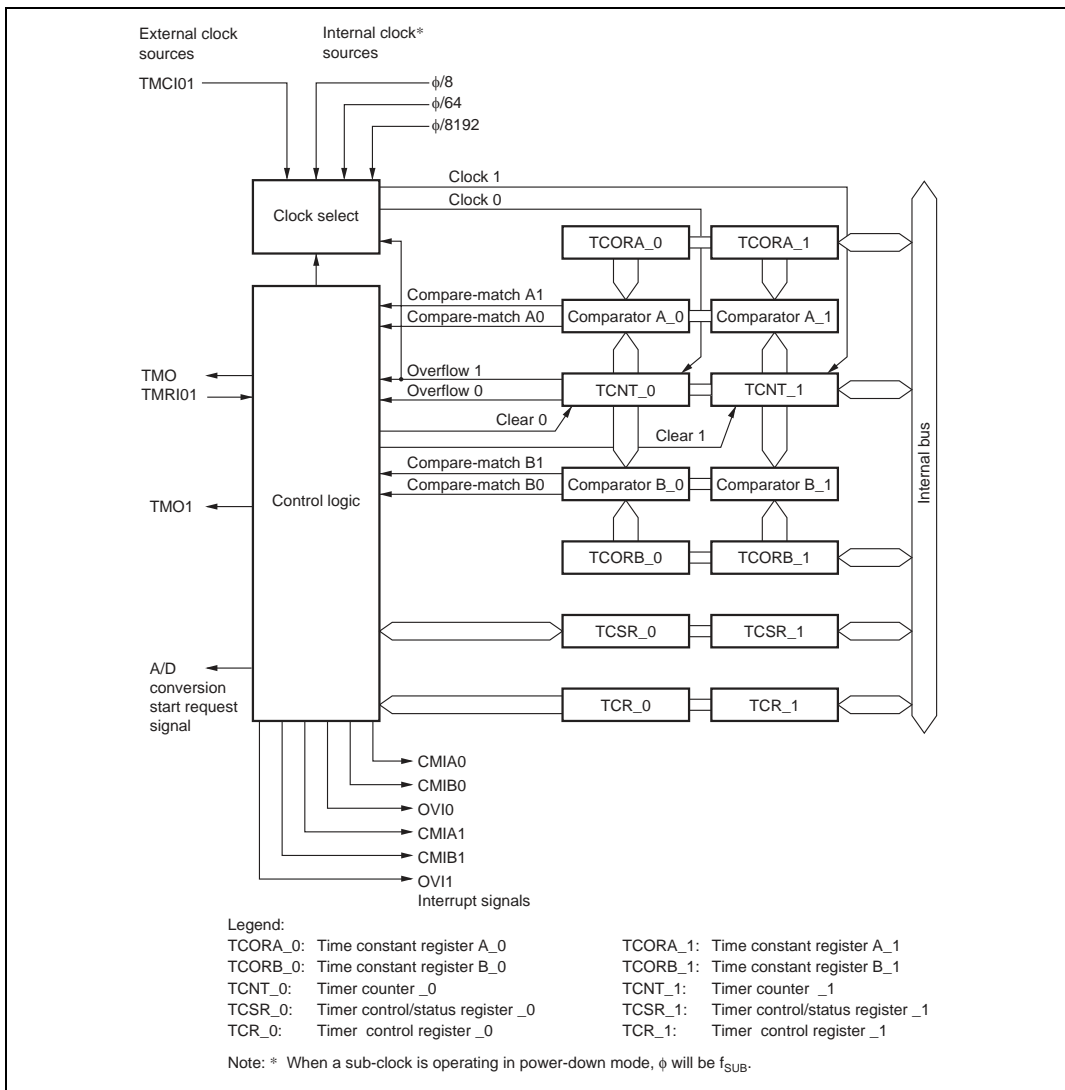 External clock
sources
Internal clock*
sources
TMCI01
ϕ/8
ϕ/64
ϕ/8192
Clock 1
Clock 0
Clock select
TCORA_0
TCORA_1
Compare-match A1
Compare-match A0
Comparator A_0
Comparator A_1
TMO
TMRI01
Overflow 1
Overflow 0
TCNT_0
TCNT_1
Clear 0
Clear 1
Internal bus
Compare-match B1
Compare-match B0
Comparator B_0
Comparator B_1
Control logic
TMO1
TCORB_0
TCORB_1
TCSR_0
TCSR_1
A/D
conversion
start request
signal
TCR_0
TCR_1
CMIA0
CMIB0
OVI0
CMIA1
CMIB1
OVI1
Interrupt signals
Legend:
TCORA_0: Time constant register A_0
TCORB_0: Time constant register B_0
TCNT_0: Timer counter _0
TCSR_0: Timer control/status register _0
TCR_0: Timer control register _0
TCORA_1: Time constant register A_1
TCORB_1: Time constant register B_1
TCNT_1: Timer counter _1
TCSR_1: Timer control/status register _1
TCR_1: Timer control register _1
Note: * When a sub-clock is operating in power-down mode, ϕ will be fSUB.